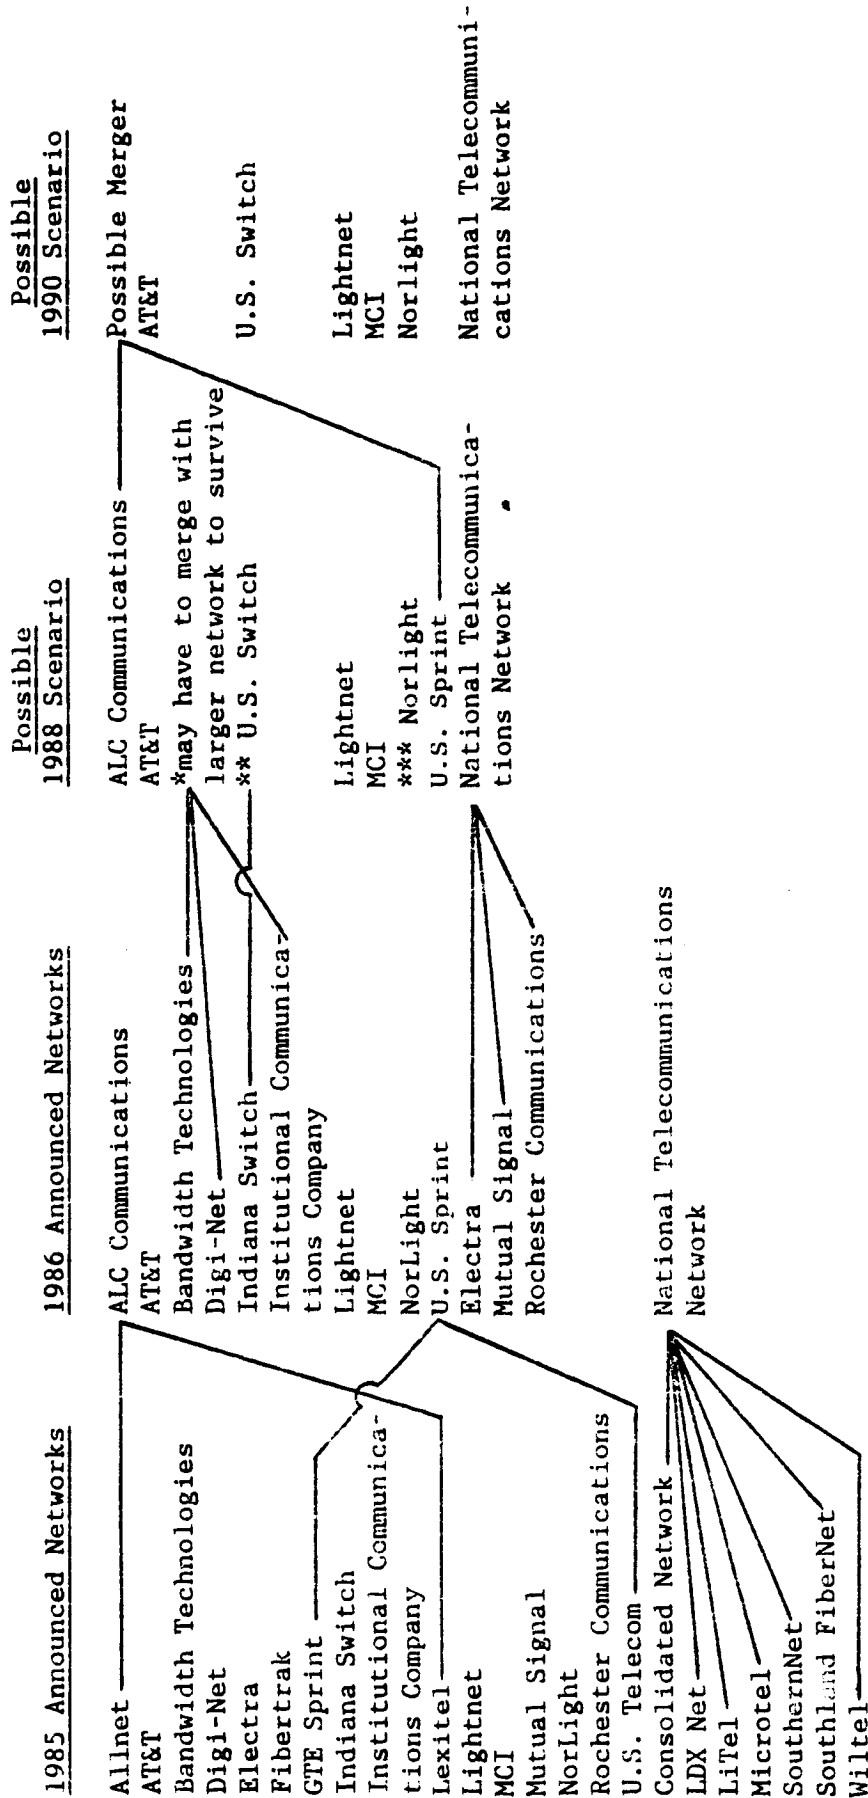 1985 Announced Networks
Allnet
AT&T
Bandwidth Technologies
Digi-Net
Electra
Fibertrak
GTE Sprint
Indiana Switch
Institutional Communica-
tions Company
Lexitel
Lightnet
MCI
Mutual Signal
NorLight
Rochester Communications
U.S. Telecom
Consolidated Network
LDX Net
LiTel
Microtel
SouthernNet
Southland FiberNet
Wiltel
1986 Announced Networks
ALC Communications
AT&T
Bandwidth Technologies
Digi-Net
Indiana Switch
Institutional Communica-
tions Company
Lightnet
MCI
NorLight
U.S. Sprint
Electra
Mutual Signal
Rochester Communications
National Telecommunications
Network
Possible
1988 Scenario
ALC Communications
AT&T
*may have to merge with
larger network to survive
** U.S. Switch
Lightnet
MCI
*** Norlight
U.S. Sprint
National Telecommunica-
tions Network
Possible
1990 Scenario
Possible Merger
AT&T
U.S. Switch
Lightnet
MCI
Norlight
National Telecommuni-
cations Network